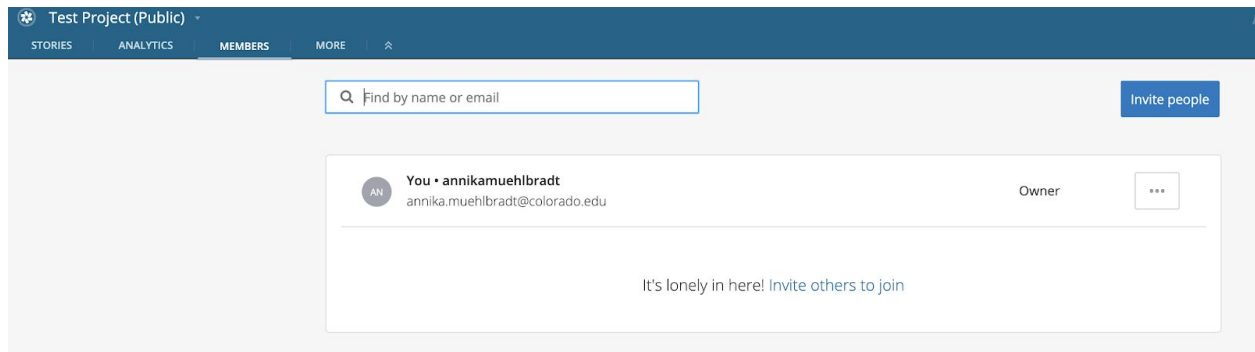 Test Project (Public)
STORIES ANALYTICS MEMBERS MORE
Find by name or email
Invite people
AN
You • annikamuehlbradt
annika.muehlbradt@colorado.edu
Owner
It's lonely in here! Invite others to join